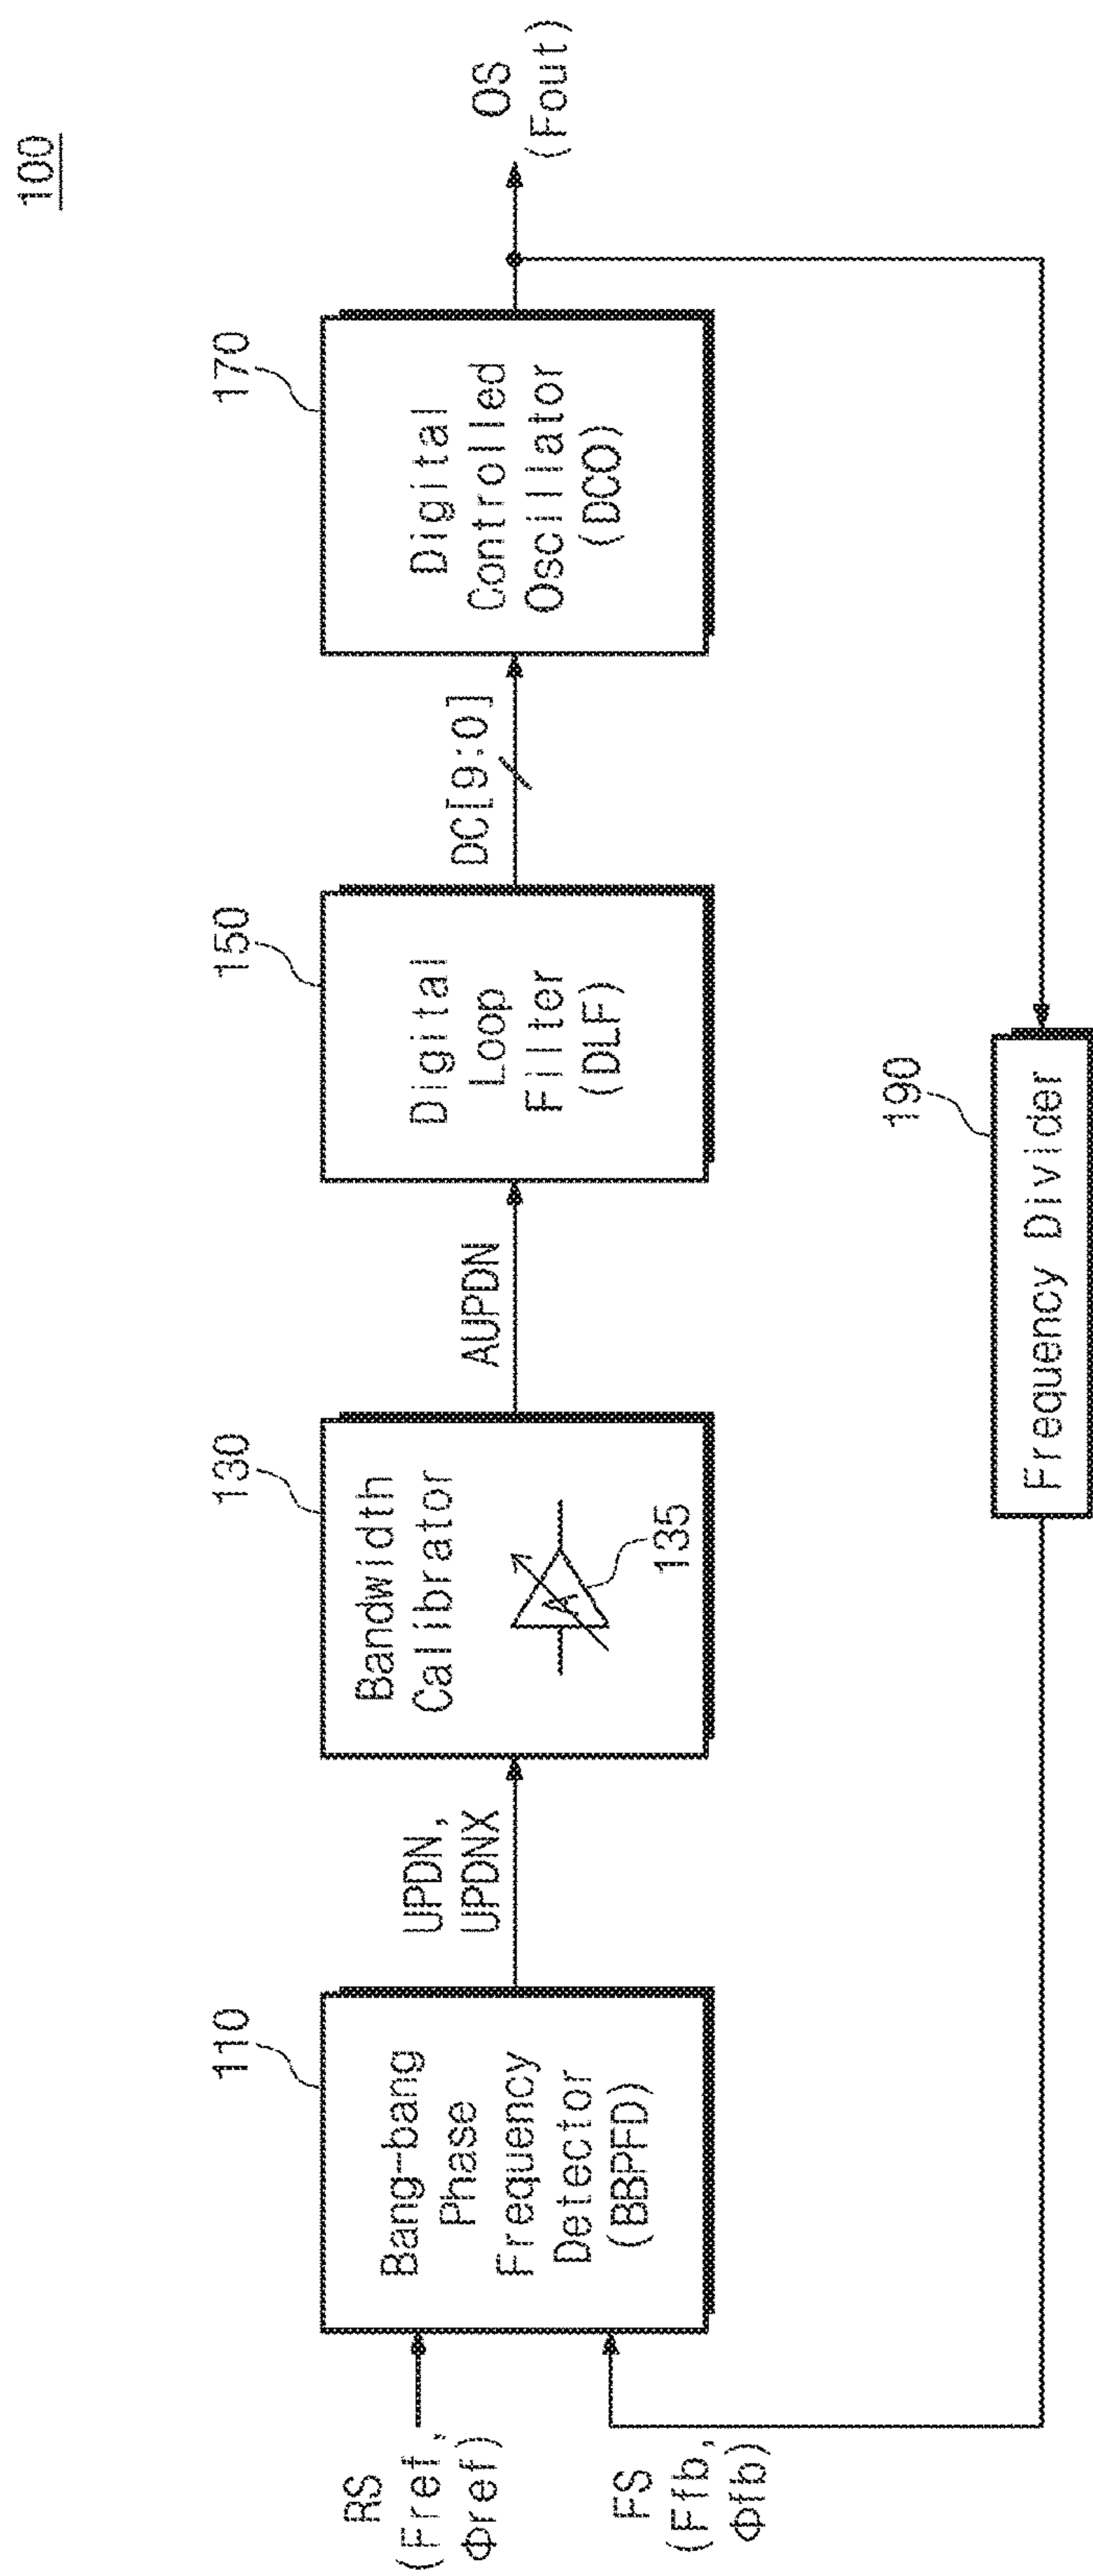 100
RS
(Fref,
Φref)
FS
(Ffb,
Φfb)
110
Bang-bang
Phase
Frequency
Detector
(BBPFD)
UPDN,
UPDNX
130
Bandwidth
Calibrator
A
135
AUPDN
150
Digital
Loop
Filter
(DLF)
DC[9:0]
170
Digital
Controlled
Oscillator
(DCO)
OS
(Fout)
190
Frequency Divider